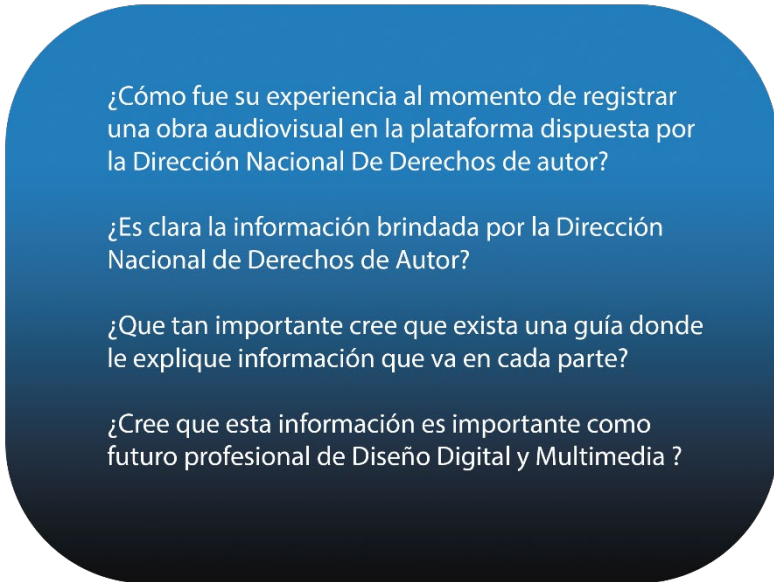 ¿Cómo fue su experiencia al momento de registrar
una obra audiovisual en la plataforma dispuesta por
la Dirección Nacional De Derechos de autor?
¿Es clara la información brindada por la Dirección
Nacional de Derechos de Autor?
¿Que tan importante cree que exista una guía donde
le explique información que va en cada parte?
¿Cree que esta información es importante como
futuro profesional de Diseño Digital y Multimedia ?